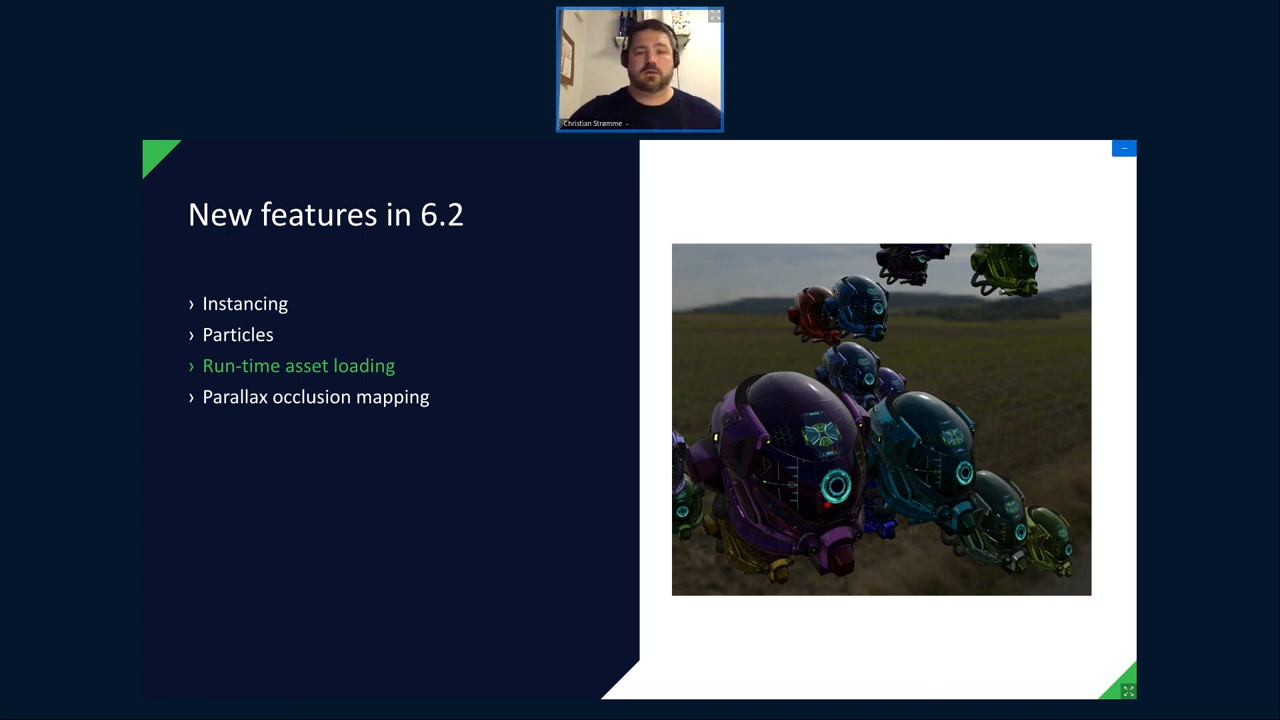 Christian Strømme
New features in 6.2
› Instancing
› Particles
› Run-time asset loading
› Parallax occlusion mapping